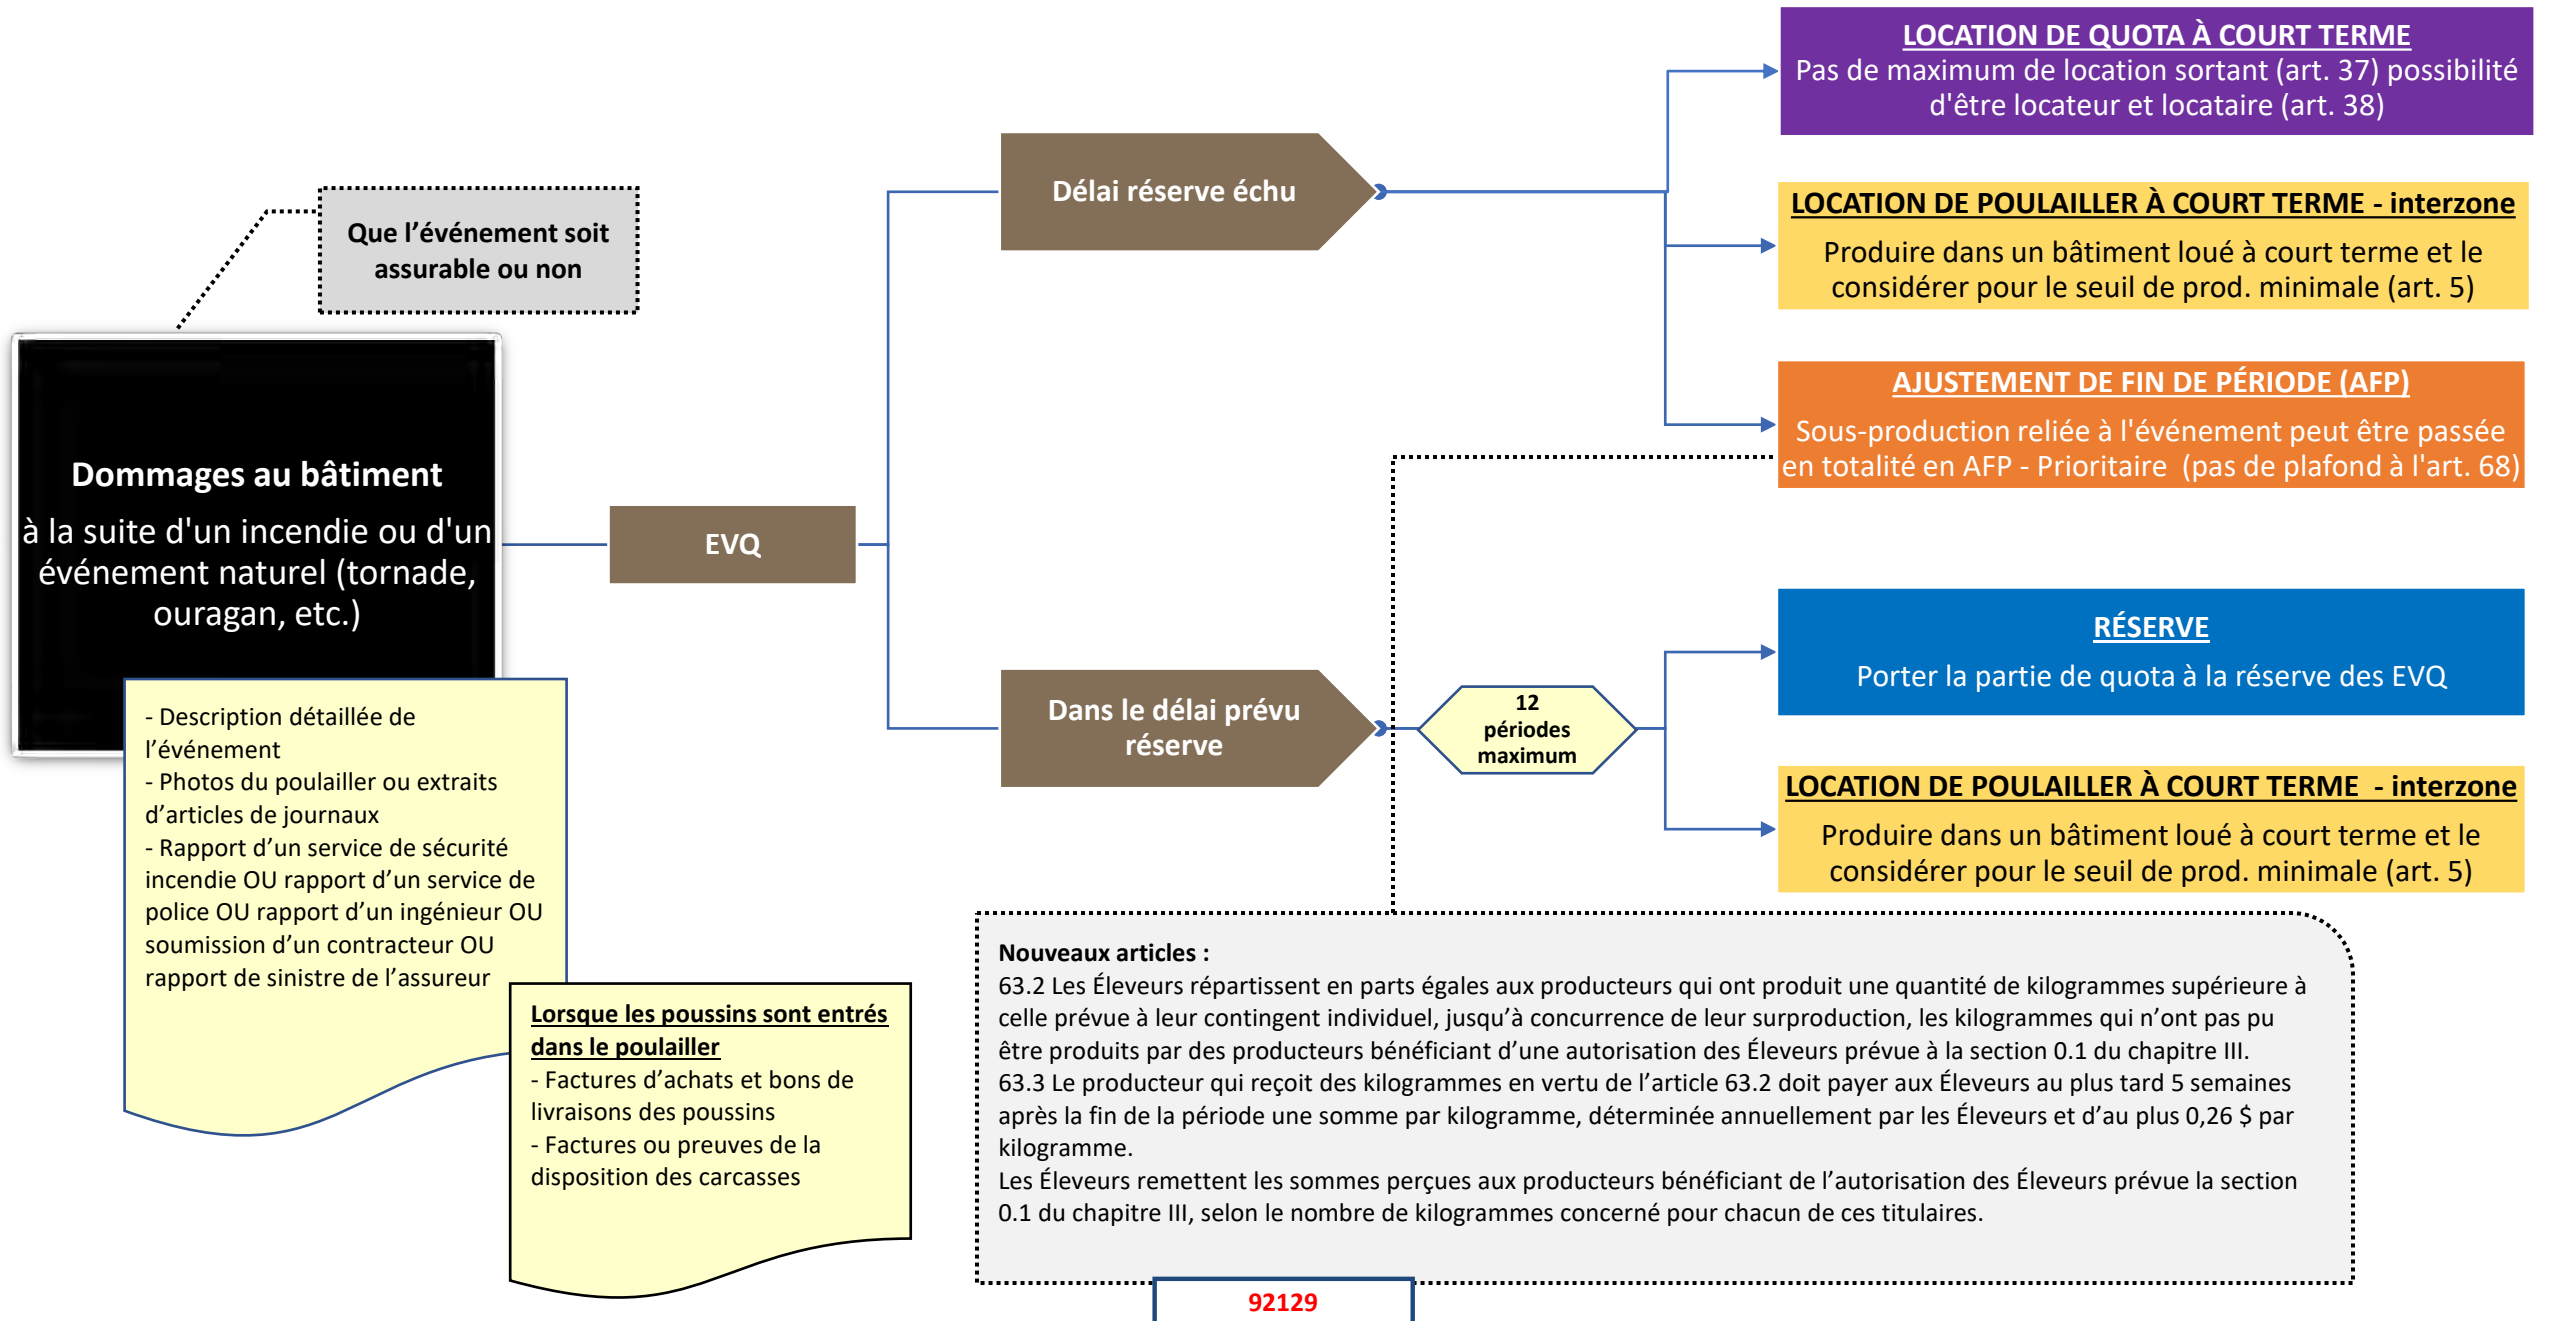 LOCATION DE QUOTA À COURT TERME
Pas de maximum de location sortant (art. 37) possibilité
d'être locateur et locataire (art. 38)
Délai réserve échu
Que l’événement soit
assurable ou non
LOCATION DE POULAILLER À COURT TERME - interzone
Produire dans un bâtiment loué à court terme et le
considérer pour le seuil de prod. minimale (art. 5)
AJUSTEMENT DE FIN DE PÉRIODE (AFP)
Sous-production reliée à l'événement peut être passée
en totalité en AFP - Prioritaire (pas de plafond à l'art. 68)
Dommages au bâtiment
à la suite d'un incendie ou d'un
événement naturel (tornade,
ouragan, etc.)
EVQ
RÉSERVE
Porter la partie de quota à la réserve des EVQ
Dans le délai prévu
réserve
12
périodes
maximum
LOCATION DE POULAILLER À COURT TERME - interzone
Produire dans un bâtiment loué à court terme et le
considérer pour le seuil de prod. minimale (art. 5)
- Description détaillée de
l’événement
- Photos du poulailler ou extraits
d’articles de journaux
- Rapport d’un service de sécurité
incendie OU rapport d’un service de
police OU rapport d’un ingénieur OU
soumission d’un contracteur OU
rapport de sinistre de l’assureur
Lorsque les poussins sont entrés
dans le poulailler
- Factures d’achats et bons de
livraisons des poussins
- Factures ou preuves de la
disposition des carcasses
Nouveaux articles :
63.2 Les Éleveurs répartissent en parts égales aux producteurs qui ont produit une quantité de kilogrammes supérieure à
celle prévue à leur contingent individuel, jusqu’à concurrence de leur surproduction, les kilogrammes qui n’ont pas pu
être produits par des producteurs bénéficiant d’une autorisation des Éleveurs prévue à la section 0.1 du chapitre III.
63.3 Le producteur qui reçoit des kilogrammes en vertu de l’article 63.2 doit payer aux Éleveurs au plus tard 5 semaines
après la fin de la période une somme par kilogramme, déterminée annuellement par les Éleveurs et d’au plus 0,26 $ par
kilogramme.
Les Éleveurs remettent les sommes perçues aux producteurs bénéficiant de l’autorisation des Éleveurs prévue la section
0.1 du chapitre III, selon le nombre de kilogrammes concerné pour chacun de ces titulaires.
92129